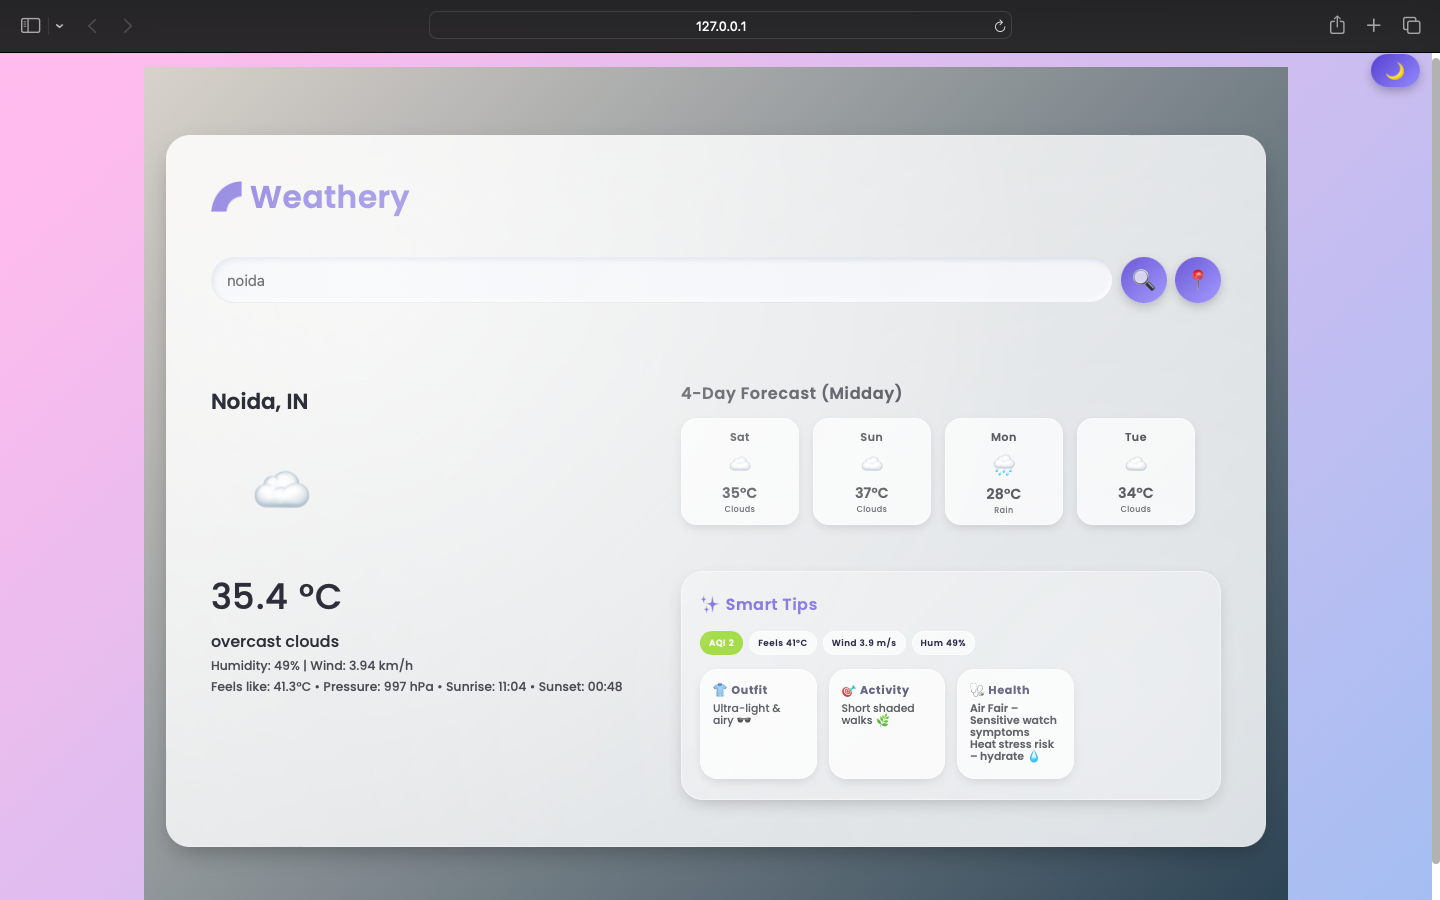 127.0.0.1
Weathery
noida
Noida, IN
35.4 °C
overcast clouds
Humidity: 49% | Wind: 3.94 km/h
Feels like: 41.3°C • Pressure: 997 hPa • Sunrise: 11:04 • Sunset: 00:48
4-Day Forecast (Midday)
Sat
35°C
Clouds
Sun
37°C
Clouds
Mon
28°C
Rain
Tue
34°C
Clouds
✨ Smart Tips
AQI 2
Feels 41°C
Wind 3.9 m/s
Hum 49%
👕 Outfit
Ultra-light &
airy 🕶️
🎯 Activity
Short shaded
walks 🌿
🩺 Health
Air Fair –
Sensitive watch
symptoms
Heat stress risk
– hydrate 💧